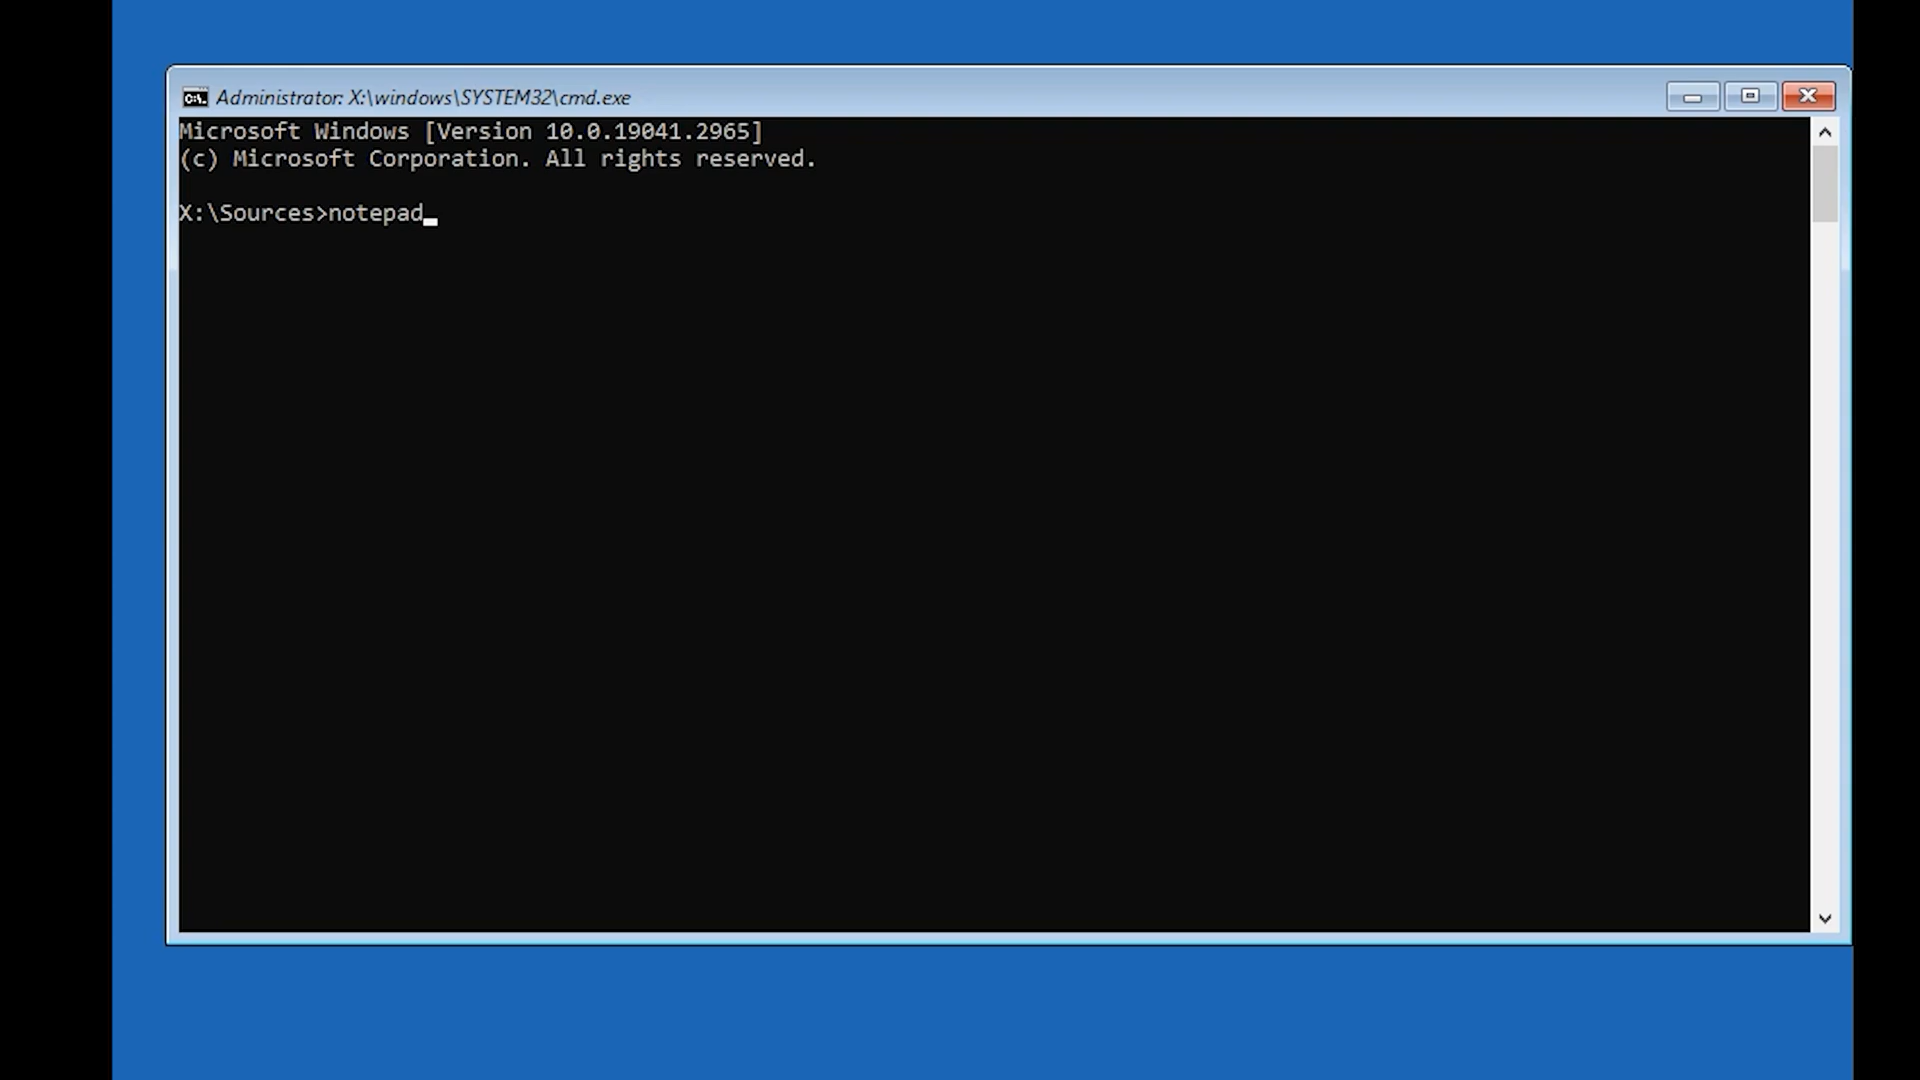 Administrator: X:\windows\SYSTEM32\cmd.exe
Microsoft Windows [Version 10.0.19041.2965]
(c) Microsoft Corporation. All rights reserved.
X:\Sources>notepad